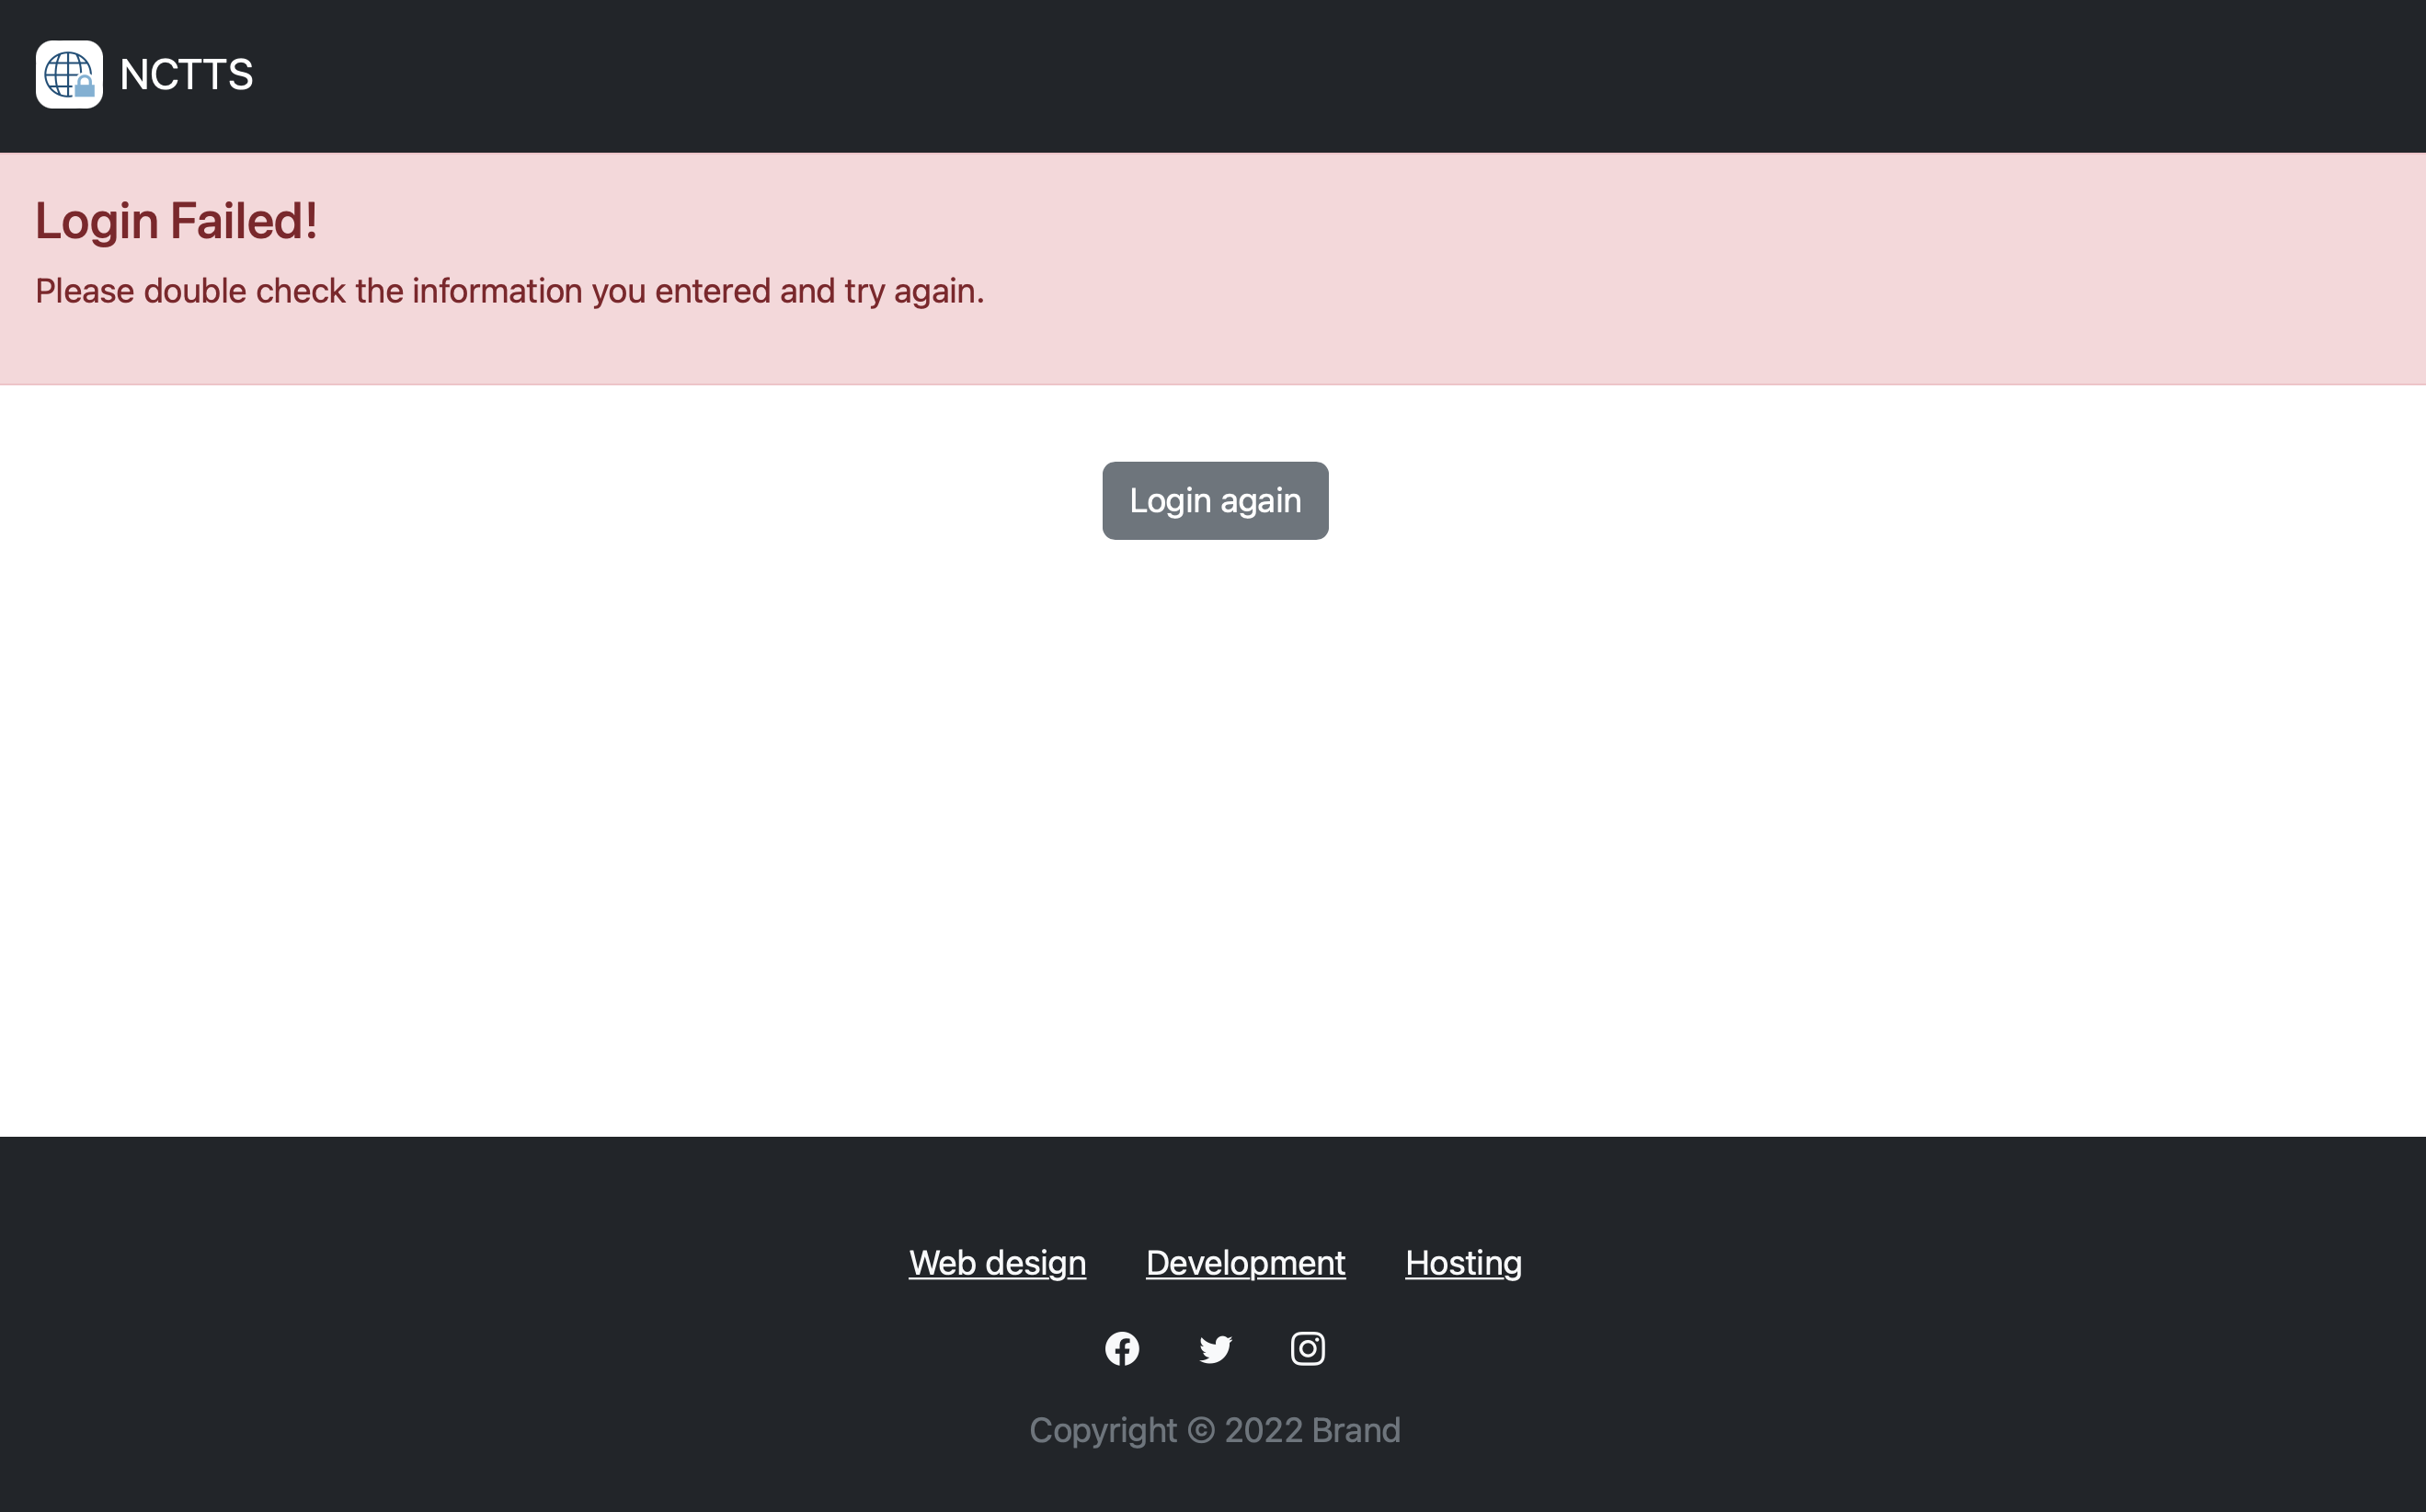 NCTTS
Login Failed!
Please double check the information you entered and try again.
Login again
Web design Development Hosting
Copyright © 2022 Brand